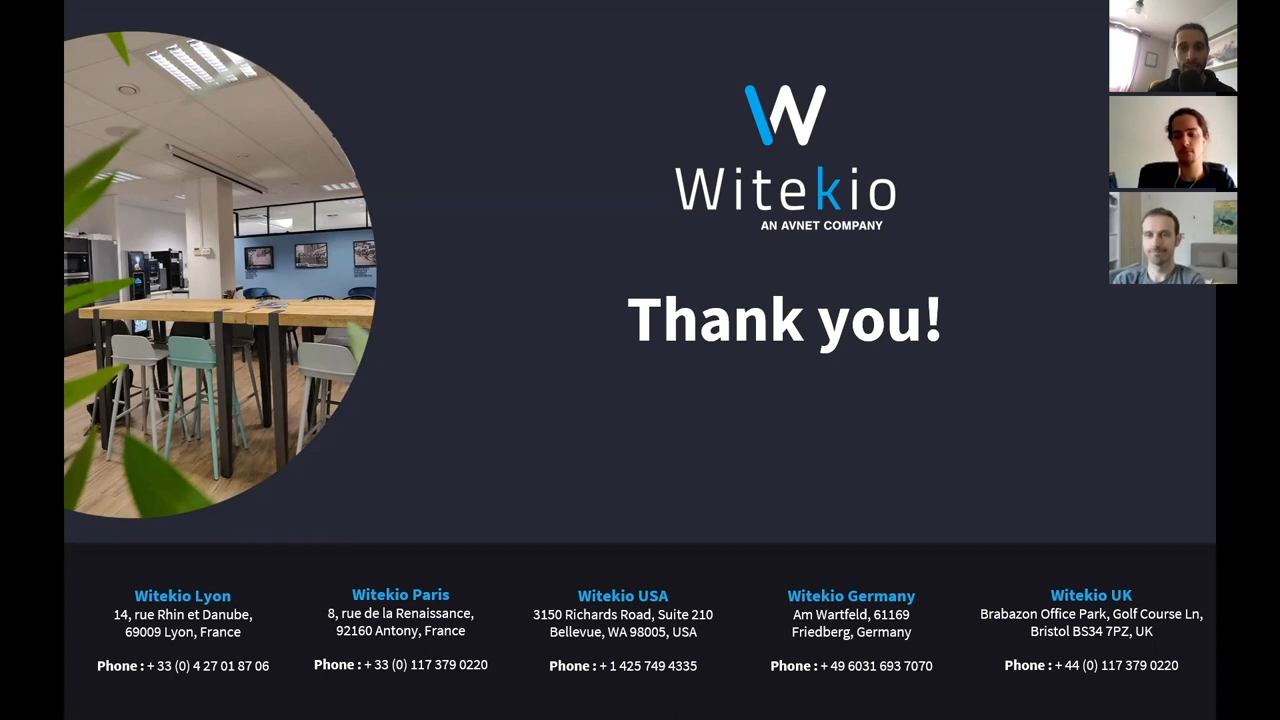 Witekio
AN AVNET COMPANY
Thank you!
Witekio Lyon
14, rue Rhin et Danube,
69009 Lyon, France
Phone : + 33 (0) 4 27 01 87 06
Witekio Paris
8, rue de la Renaissance,
92160 Antony, France
Phone : + 33 (0) 117 379 0220
Witekio USA
3150 Richards Road, Suite 210
Bellevue, WA 98005, USA
Phone : + 1 425 749 4335
Witekio Germany
Am Wartfeld, 61169
Friedberg, Germany
Phone : + 49 6031 693 7070
Witekio UK
Brabazon Office Park, Golf Course Ln,
Bristol BS34 7PZ, UK
Phone : + 44 (0) 117 379 0220